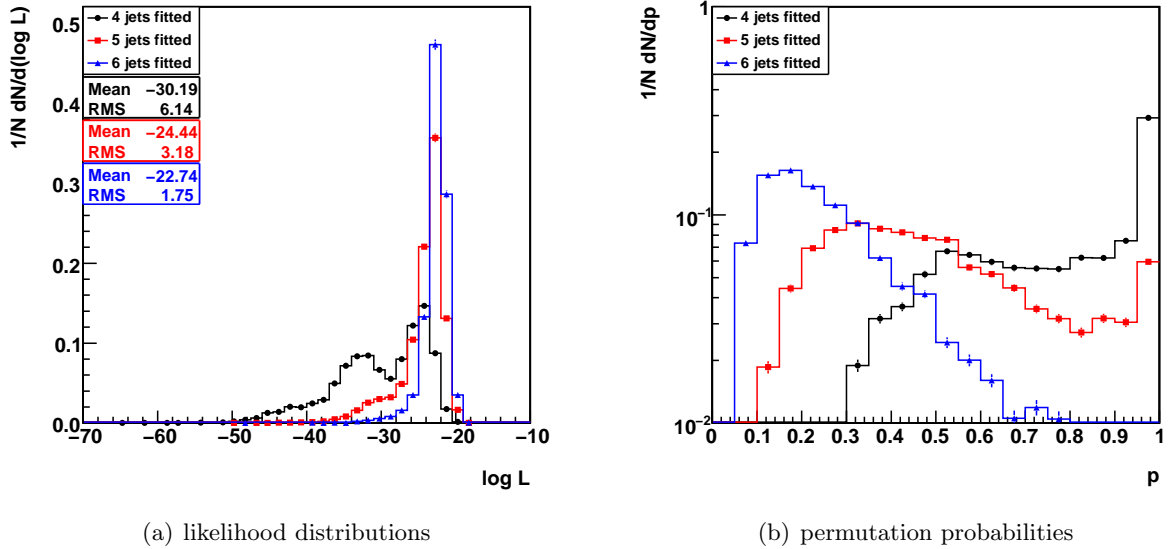 1/N dN/d(log L)
0.5
0.4
0.3
0.2
0.1
0.0
4 jets fitted
5 jets fitted
6 jets fitted
Mean −30.19
RMS 6.14
Mean −24.44
RMS 3.18
Mean −22.74
RMS 1.75
−70 −60 −50 −40 −30 −20 −10
log L
(a) likelihood distributions
1/N dN/dp
1
10−1
10−2
4 jets fitted
5 jets fitted
6 jets fitted
0 0.1 0.2 0.3 0.4 0.5 0.6 0.7 0.8 0.9 1
p
(b) permutation probabilities